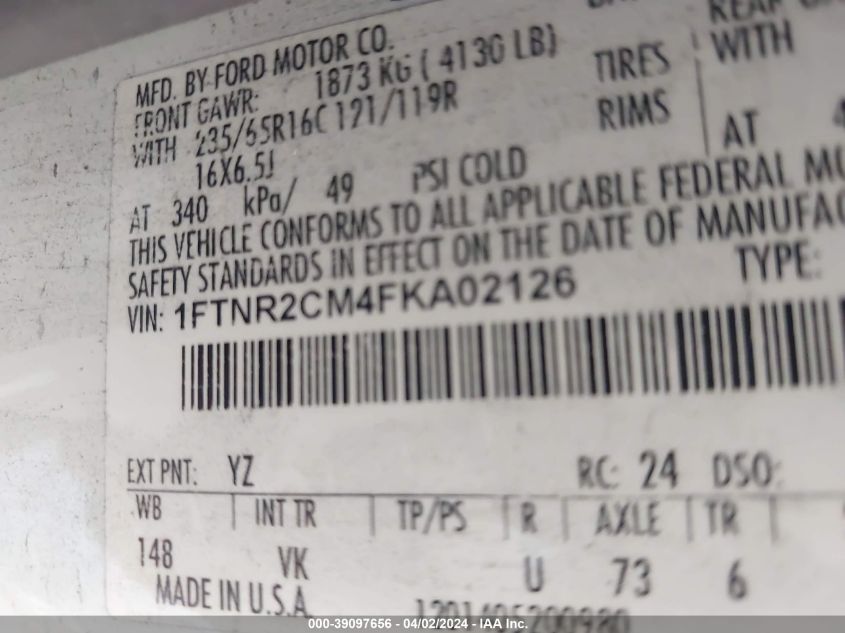 MFD. BY FORD MOTOR CO.
FRONT GAWR: 1873 KG ( 4130 LB)
WITH 235/65R16C 121/119R TIRES
16X6.5J RIMS
AT 340 kPa/ 49 PSI COLD
REAR
WITH
AT
THIS VEHICLE CONFORMS TO ALL APPLICABLE FEDERAL
SAFETY STANDARDS IN EFFECT ON THE DATE OF
VIN: 1FTNR2CM4FKA02126 TYPE:
EXT PNT: YZ RC: 24 DSO:
WB INT TR TP/PS R AXLE TR
148 VK U 73 6
MADE IN U.S.A.
000-39097656 - 04/02/2024 - IAA Inc.